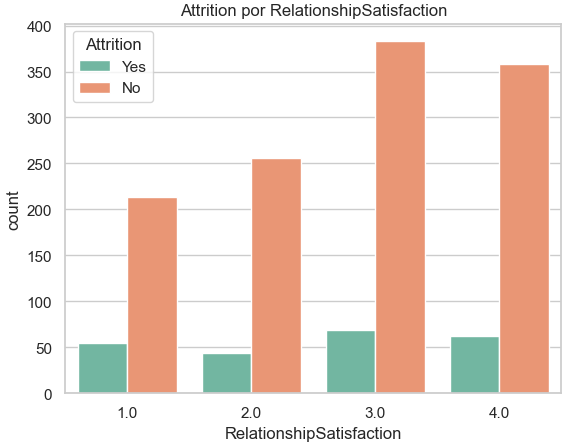 Attrition por RelationshipSatisfaction
Attrition
Yes
No
count
400
350
300
250
200
150
100
50
0
1.0 2.0 3.0 4.0
RelationshipSatisfaction